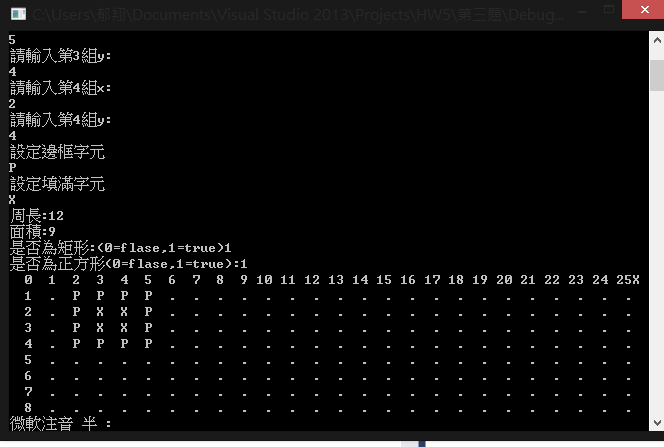 C:\Users\郁翔\Documents\Visual Studio 2013\Projects\HW5\第三題\Debug...
5
請輸入第3組y:
4
請輸入第4組x:
2
請輸入第4組y:
4
設定邊框字元
P
設定填滿字元
X
周長:12
面積:9
是否為矩形:(0=flase,1=true)1
是否為正方形(0=flase,1=true):1
0 1 2 3 4 5 6 7 8 9 10 11 12 13 14 15 16 17 18 19 20 21 22 23 24 25X
1 . P P P P . . . . . . . . . . . . . . . . . . . .
2 . P X X P . . . . . . . . . . . . . . . . . . . .
3 . P X X P . . . . . . . . . . . . . . . . . . . .
4 . P P P P . . . . . . . . . . . . . . . . . . . .
5 . . . . . . . . . . . . . . . . . . . . . . . . .
6 . . . . . . . . . . . . . . . . . . . . . . . . .
7 . . . . . . . . . . . . . . . . . . . . . . . . .
8 . . . . . . . . . . . . . . . . . . . . . . . . .
微軟注音 半 :